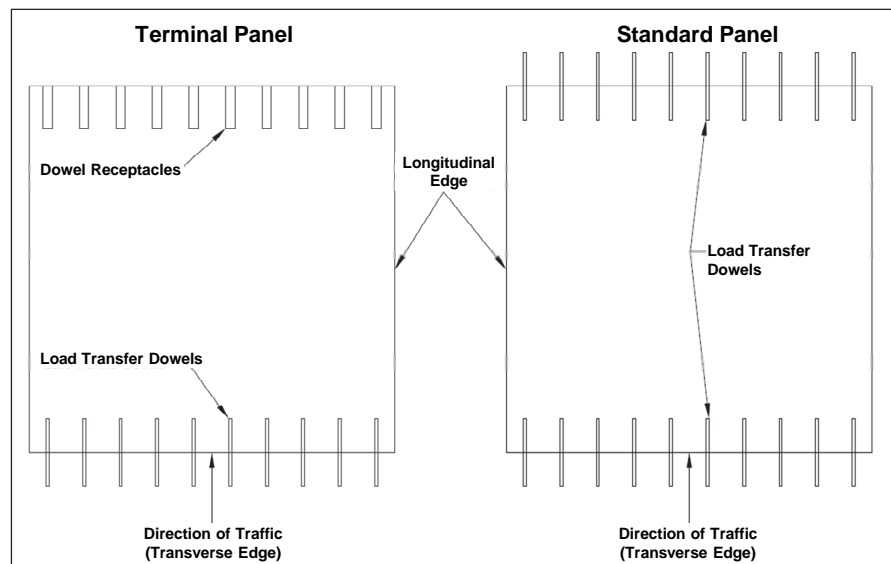 Terminal Panel
Standard Panel
Dowel Receptacles
Longitudinal
Edge
Load Transfer
Dowels
Load Transfer Dowels
Direction of Traffic
(Transverse Edge)
Direction of Traffic
(Transverse Edge)